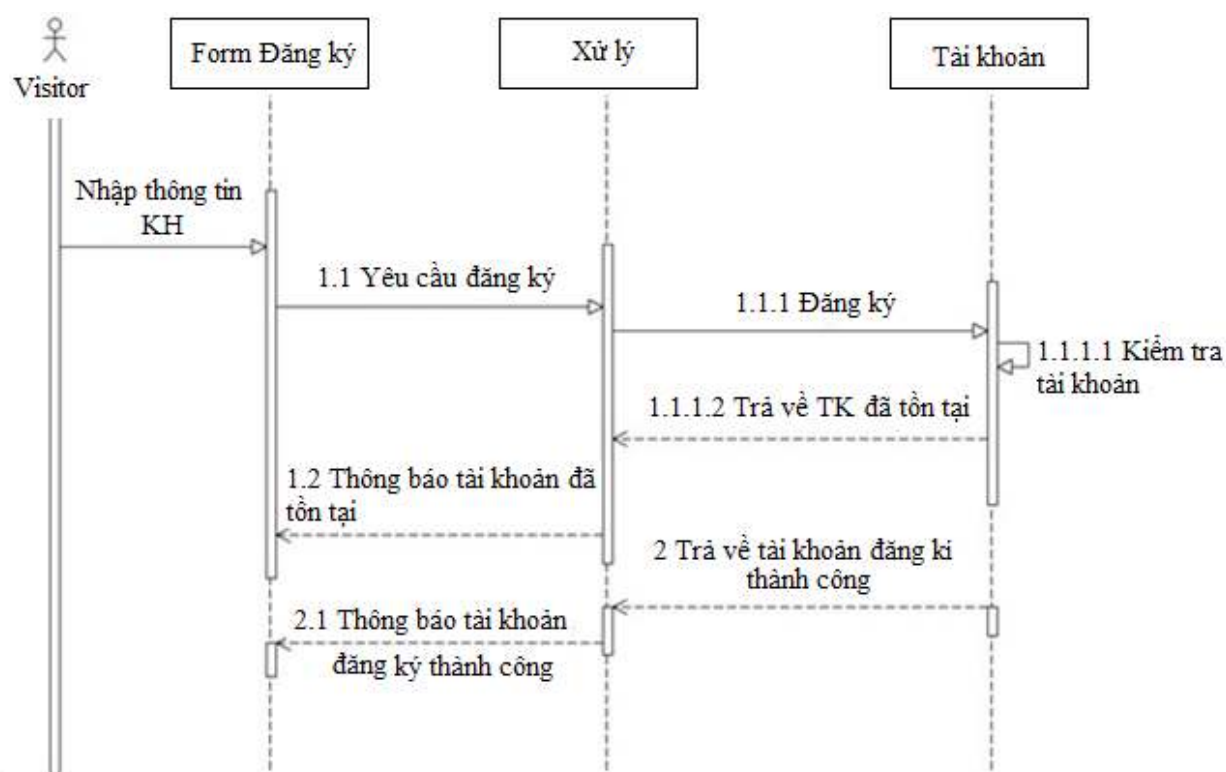 Visitor
Form Đăng ký
Xử lý
Tài khoản
Nhập thông tin
KH
1.1 Yêu cầu đăng ký
1.1.1 Đăng ký
1.1.1.1 Kiểm tra
tài khoản
1.1.1.2 Trả về TK đã tồn tại
1.2 Thông báo tài khoản đã
tồn tại
2 Trả về tài khoản đăng kí
thành công
2.1 Thông báo tài khoản
đăng ký thành công